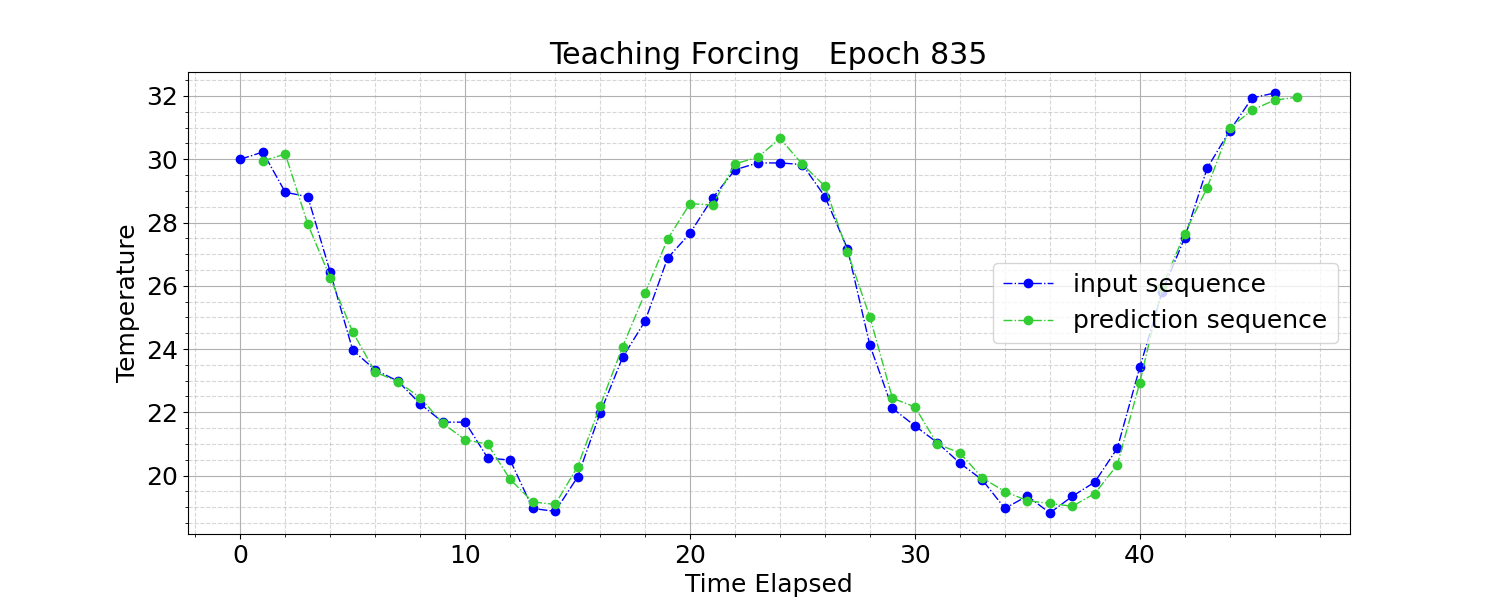 Teaching Forcing   Epoch 835
Temperature
32
30
28
26
24
22
20
input sequence
prediction sequence
0 10 20 30 40
Time Elapsed